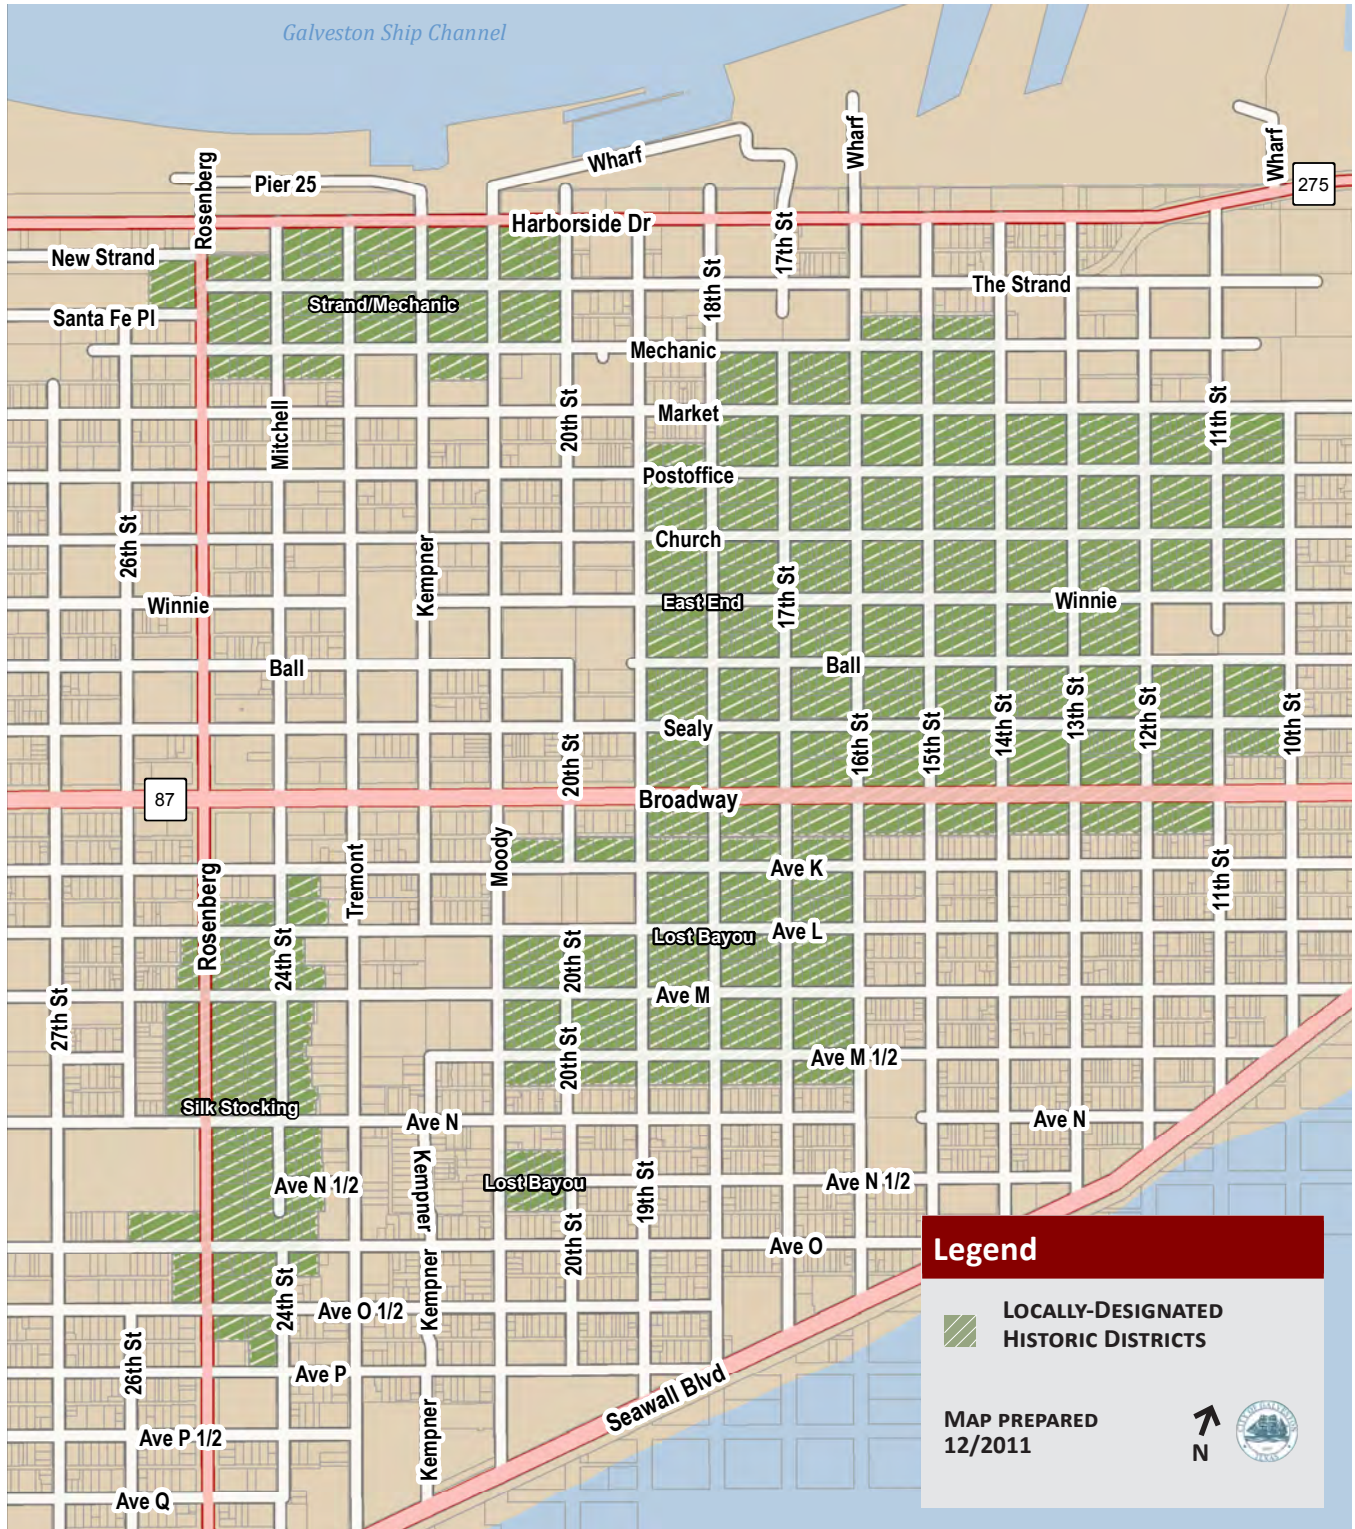 Galveston Ship Channel
Wharf
Wharf
Wharf
Rosenberg
Pier 25
275
Harborside Dr
17th St
New Strand
18th St
The Strand
Strand/Mechanic
Santa Fe Pl
Mechanic
Mitchell
20th St
Market
11th St
Postoffice
26th St
Church
Kempner
17th St
Winnie
East End
Winnie
Ball
Ball
Sealy
20th St
16th St
15th St
14th St
13th St
12th St
10th St
87
Broadway
Moody
Tremont
Ave K
11th St
Rosenberg
24th St
20th St
Lost Bayou
Ave L
27th St
Ave M
20th St
Ave M 1/2
Silk Stocking
Ave N
Ave N
Kempner
Ave N 1/2
Lost Bayou
19th St
Ave N 1/2
20th St
Ave O
Kempner
24th St
Ave O 1/2
26th St
Ave P
Seawall Blvd
Kempner
Ave P 1/2
Ave Q
Legend
Locally-Designated
Historic Districts
Map prepared
12/2011
N
CITY OF GALVESTON
TEXAS